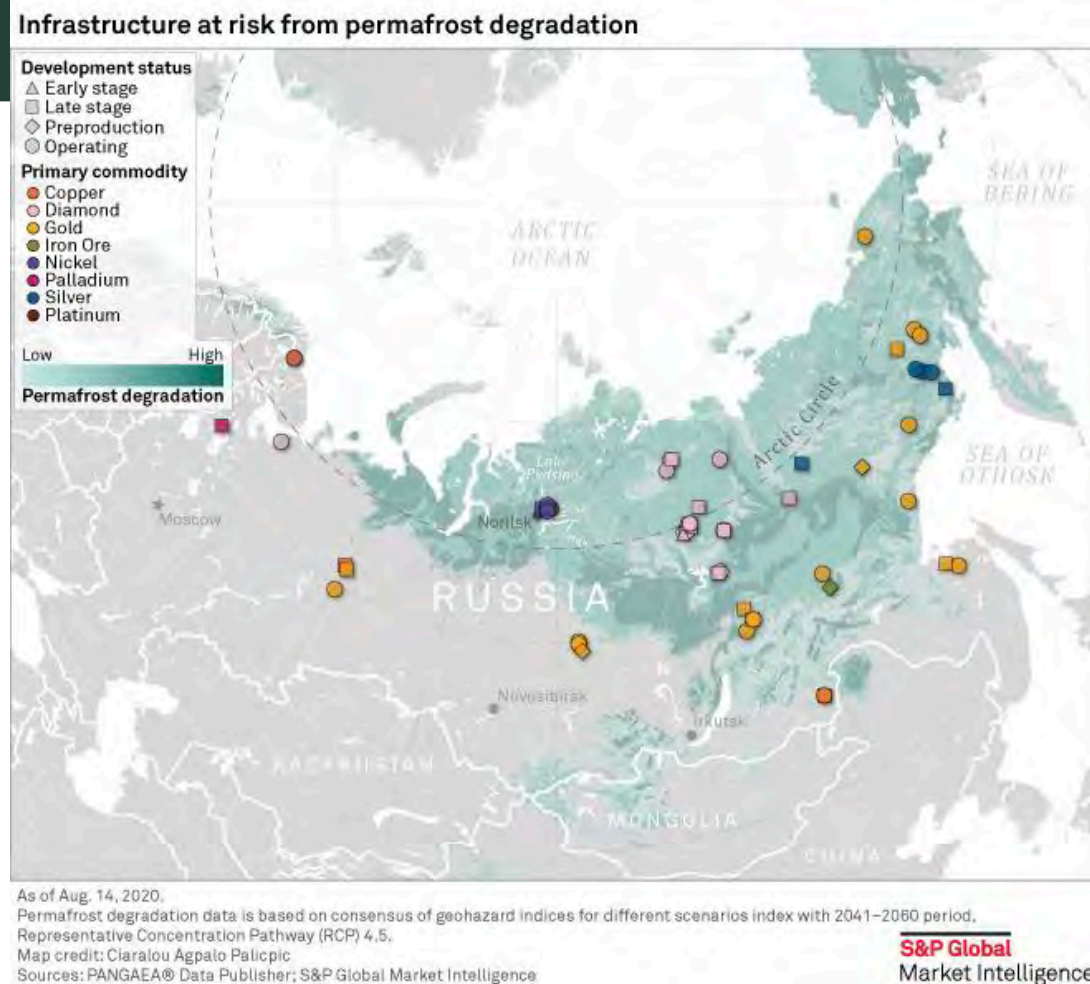 Infrastructure at risk from permafrost degradation
Development status
Early stage
Late stage
Preproduction
Operating
Primary commodity
Copper
Diamond
Gold
Iron Ore
Nickel
Palladium
Silver
Platinum
Low High
Permafrost degradation
SEA OF
BERING
ARCTIC
OCEAN
Arctic Circle
SEA OF
OTHOSK
Lake
Norilsk
Moscow
RUSSIA
Novosibirsk
Irkutsk
KAZAKHSTAN
MONGOLIA
CHINA
As of Aug. 14, 2020.
Permafrost degradation data is based on consensus of geohazard indices for different scenarios index with 2041–2060 period,
Representative Concentration Pathway (RCP) 4.5.
Map credit: Ciaralou Agpalo Palicpic
Sources: PANGAEA® Data Publisher; S&P Global Market Intelligence
S&P Global
Market Intelligence